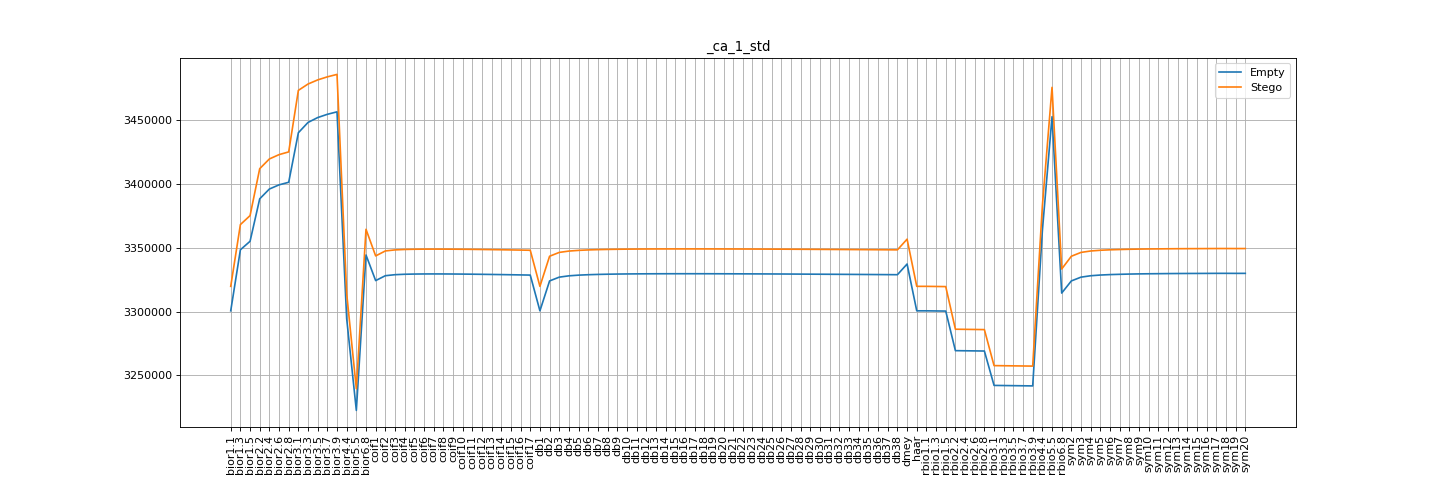 _ca_1_std
Empty
Stego
3450000
3400000
3350000
3300000
3250000
bior1.1
bior1.3
bior1.5
bior2.2
bior2.4
bior2.6
bior2.8
bior3.1
bior3.3
bior3.5
bior3.7
bior3.9
bior4.4
bior5.5
bior6.8
coif1
coif2
coif3
coif4
coif5
coif6
coif7
coif8
coif9
coif10
coif11
coif12
coif13
coif14
coif15
coif16
coif17
db1
db2
db3
db4
db5
db6
db7
db8
db9
db10
db11
db12
db13
db14
db15
db16
db17
db18
db19
db20
db21
db22
db23
db24
db25
db26
db27
db28
db29
db30
db31
db32
db33
db34
db35
db36
db37
db38
dmey
haar
rbio1.1
rbio1.3
rbio1.5
rbio2.2
rbio2.4
rbio2.6
rbio2.8
rbio3.1
rbio3.3
rbio3.5
rbio3.7
rbio3.9
rbio4.4
rbio5.5
rbio6.8
sym2
sym3
sym4
sym5
sym6
sym7
sym8
sym9
sym10
sym11
sym12
sym13
sym14
sym15
sym16
sym17
sym18
sym19
sym20